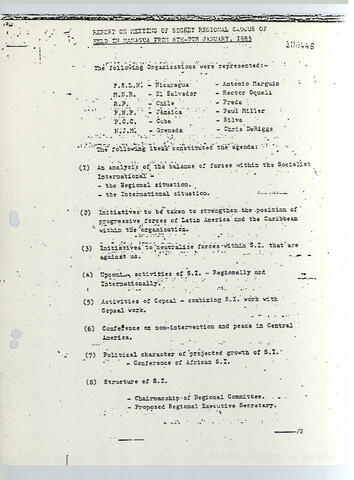 REPORT ON MEETING OF SECRET REGIONAL CAUCUS OF
HELD IN MANAGUA FROM 6TH-7TH JANUARY, 1983
The following Organizations were represented:-
F.S.L.N. - Nicaragua - Antonio Marguis
M.N.R. - El Salvador - Hector Oqueli
R.P. - Chile - Freda
P.N.P. - Jamaica - Paul Miller
P.C.C. - Cuba - Silva
N.J.M. - Grenada - Chris DeRiggs
The following items constituted the agenda:
(1) An analysis of the balance of forces within the Socialist
International -
- the Regional situation.
- the International situation.
(2) Initiatives to be taken to strengthen the position of
progressive forces of Latin America and the Caribbean
within the organization.
(3) Initiatives to neutralize forces within S.I. that are
against us.
(4) Upcoming activities of S.I. - Regionally and
Internationally.
(5) Activities of Copcal - combining S.I. work with
Copaal work.
(6) Conference on non-intervention and peace in Central
America.
(7) Political character of projected growth of S.I.
- Conference of African S.I.
(8) Structure of S.I.
- Chairmanship of Regional Committee.
- Proposed Regional Executive Secretary.
/2